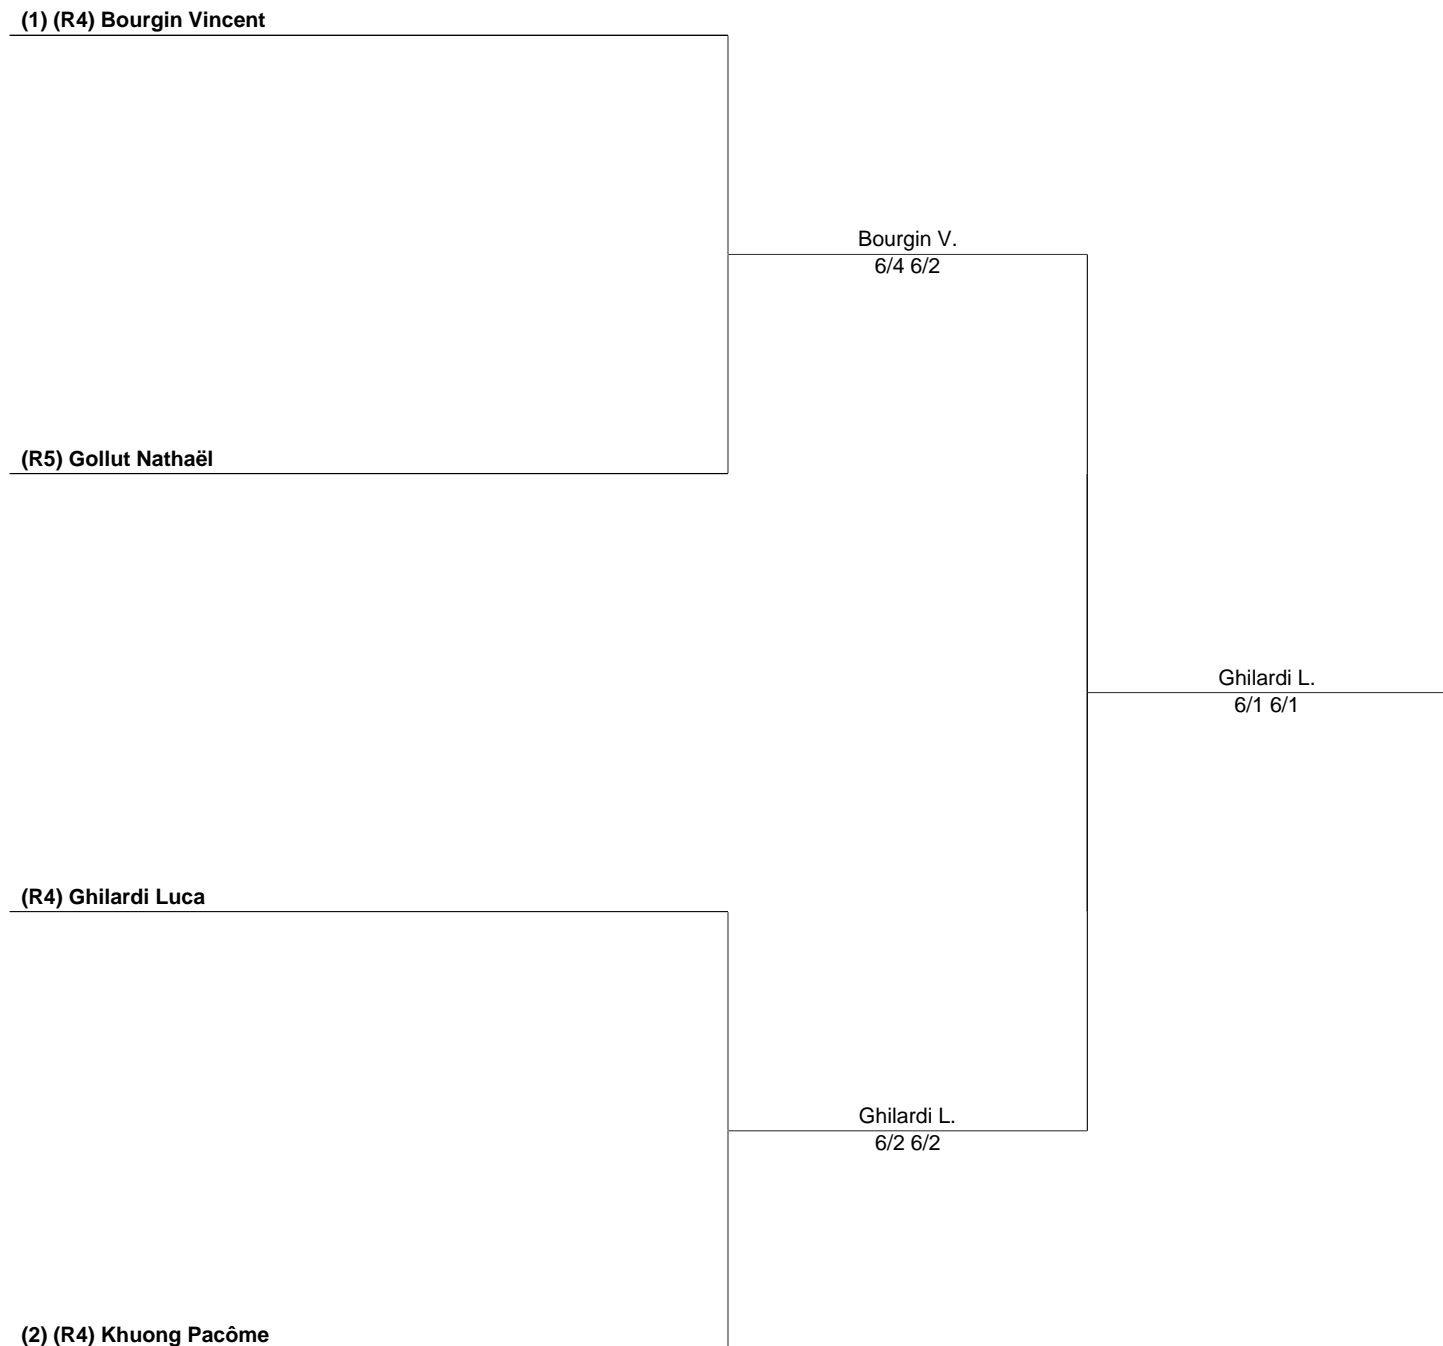 (1) (R4) Bourgin Vincent
Bourgin V.
6/4 6/2
(R5) Gollut Nathaël
Ghilardi L.
6/1 6/1
(R4) Ghilardi Luca
Ghilardi L.
6/2 6/2
(2) (R4) Khuong Pacôme